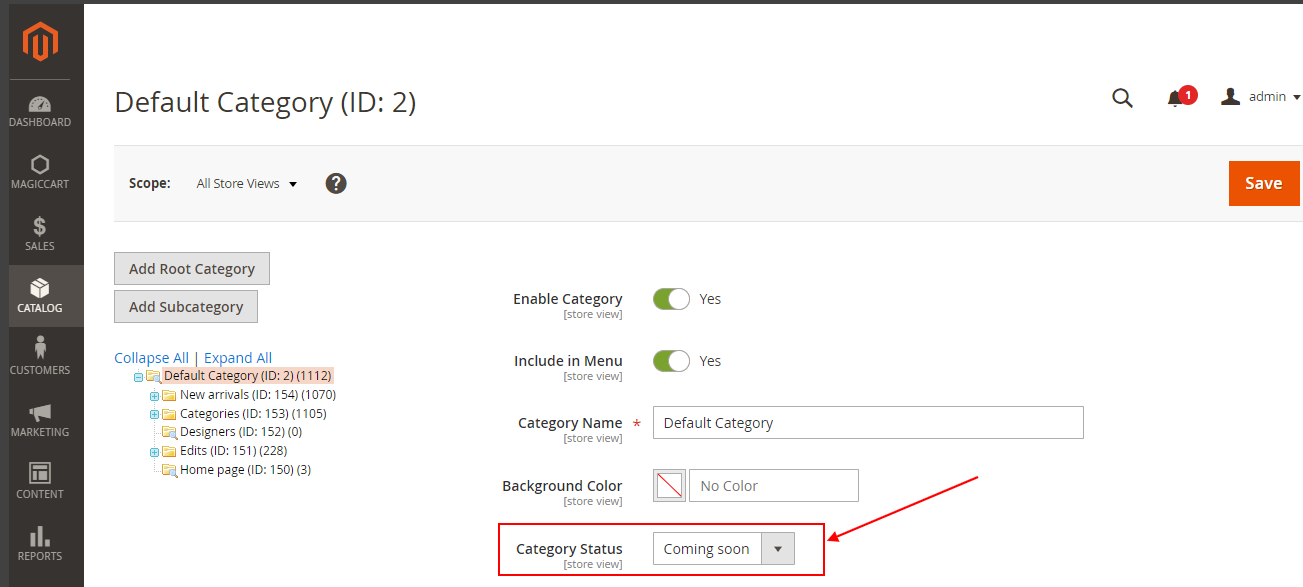 Default Category (ID: 2)
1
admin
DASHBOARD
MAGICCART
SALES
CATALOG
CUSTOMERS
MARKETING
CONTENT
REPORTS
Scope: All Store Views ?
Save
Add Root Category
Add Subcategory
Collapse All | Expand All
Default Category (ID: 2) (1112)
New arrivals (ID: 154) (1070)
Categories (ID: 153) (1105)
Designers (ID: 152) (0)
Edits (ID: 151) (228)
Home page (ID: 150) (3)
Enable Category Yes
[store view]
Include in Menu Yes
[store view]
Category Name * Default Category
[store view]
Background Color No Color
[store view]
Category Status Coming soon
[store view]